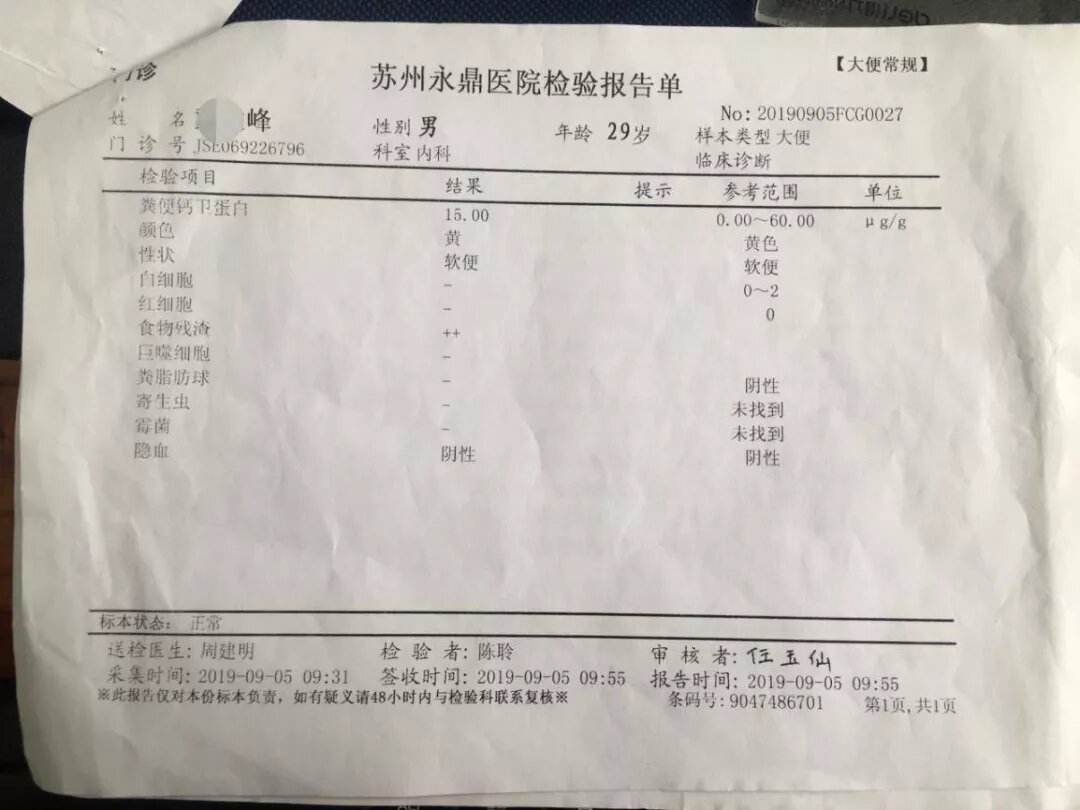 deli得力
门诊
苏州永鼎医院检验报告单
【大便常规】
姓 名 峰 性别 男 年龄 29岁 No: 20190905FCG0027
门 诊 号 JSE069226796 科室 内科 样本类型 大便
临床诊断
检验项目 结果 提示 参考范围 单位
粪便钙卫蛋白 15.00 0.00～60.00 μg/g
颜色 黄 黄色
性状 软便 软便
白细胞 - 0～2
红细胞 - 0
食物残渣 ++
巨噬细胞 -
粪脂肪球 - 阴性
寄生虫 - 未找到
霉菌 - 未找到
隐血 阴性 阴性
标本状态: 正常
送检医生: 周建明 检 验 者: 陈聆 审 核 者: 任玉仙
采集时间: 2019-09-05 09:31 签收时间: 2019-09-05 09:55 报告时间: 2019-09-05 09:55
※此报告仅对本份标本负责，如有疑义请48小时内与检验科联系复核※ 条码号: 9047486701 第1页,共1页